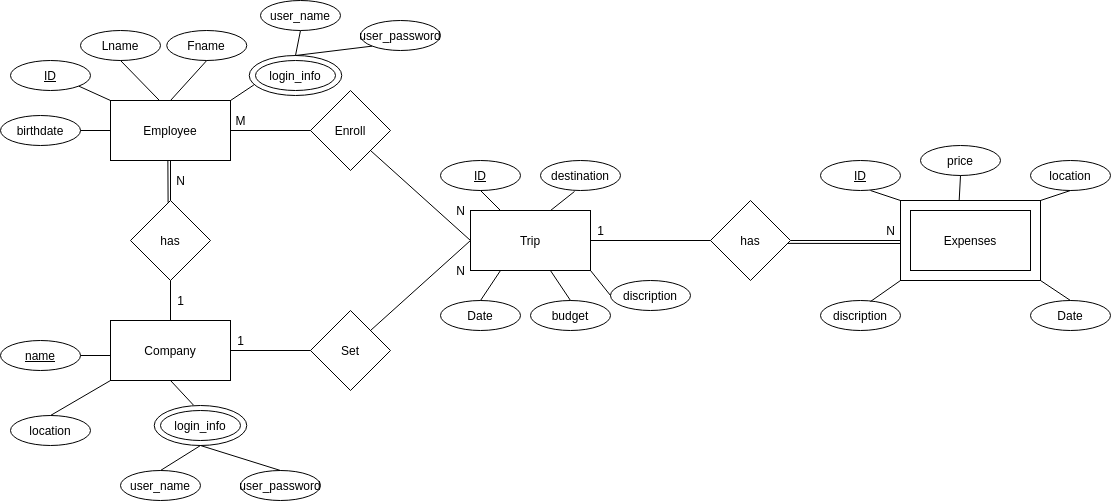 user_name
user_password
Lname
Fname
ID
login_info
M
birthdate
Employee
Enroll
N
ID
destination
N
has
Trip
1
has
N
ID
price
location
Expenses
N
1
discription
Date
budget
discription
Date
name
Company
1
Set
location
login_info
user_name
user_password